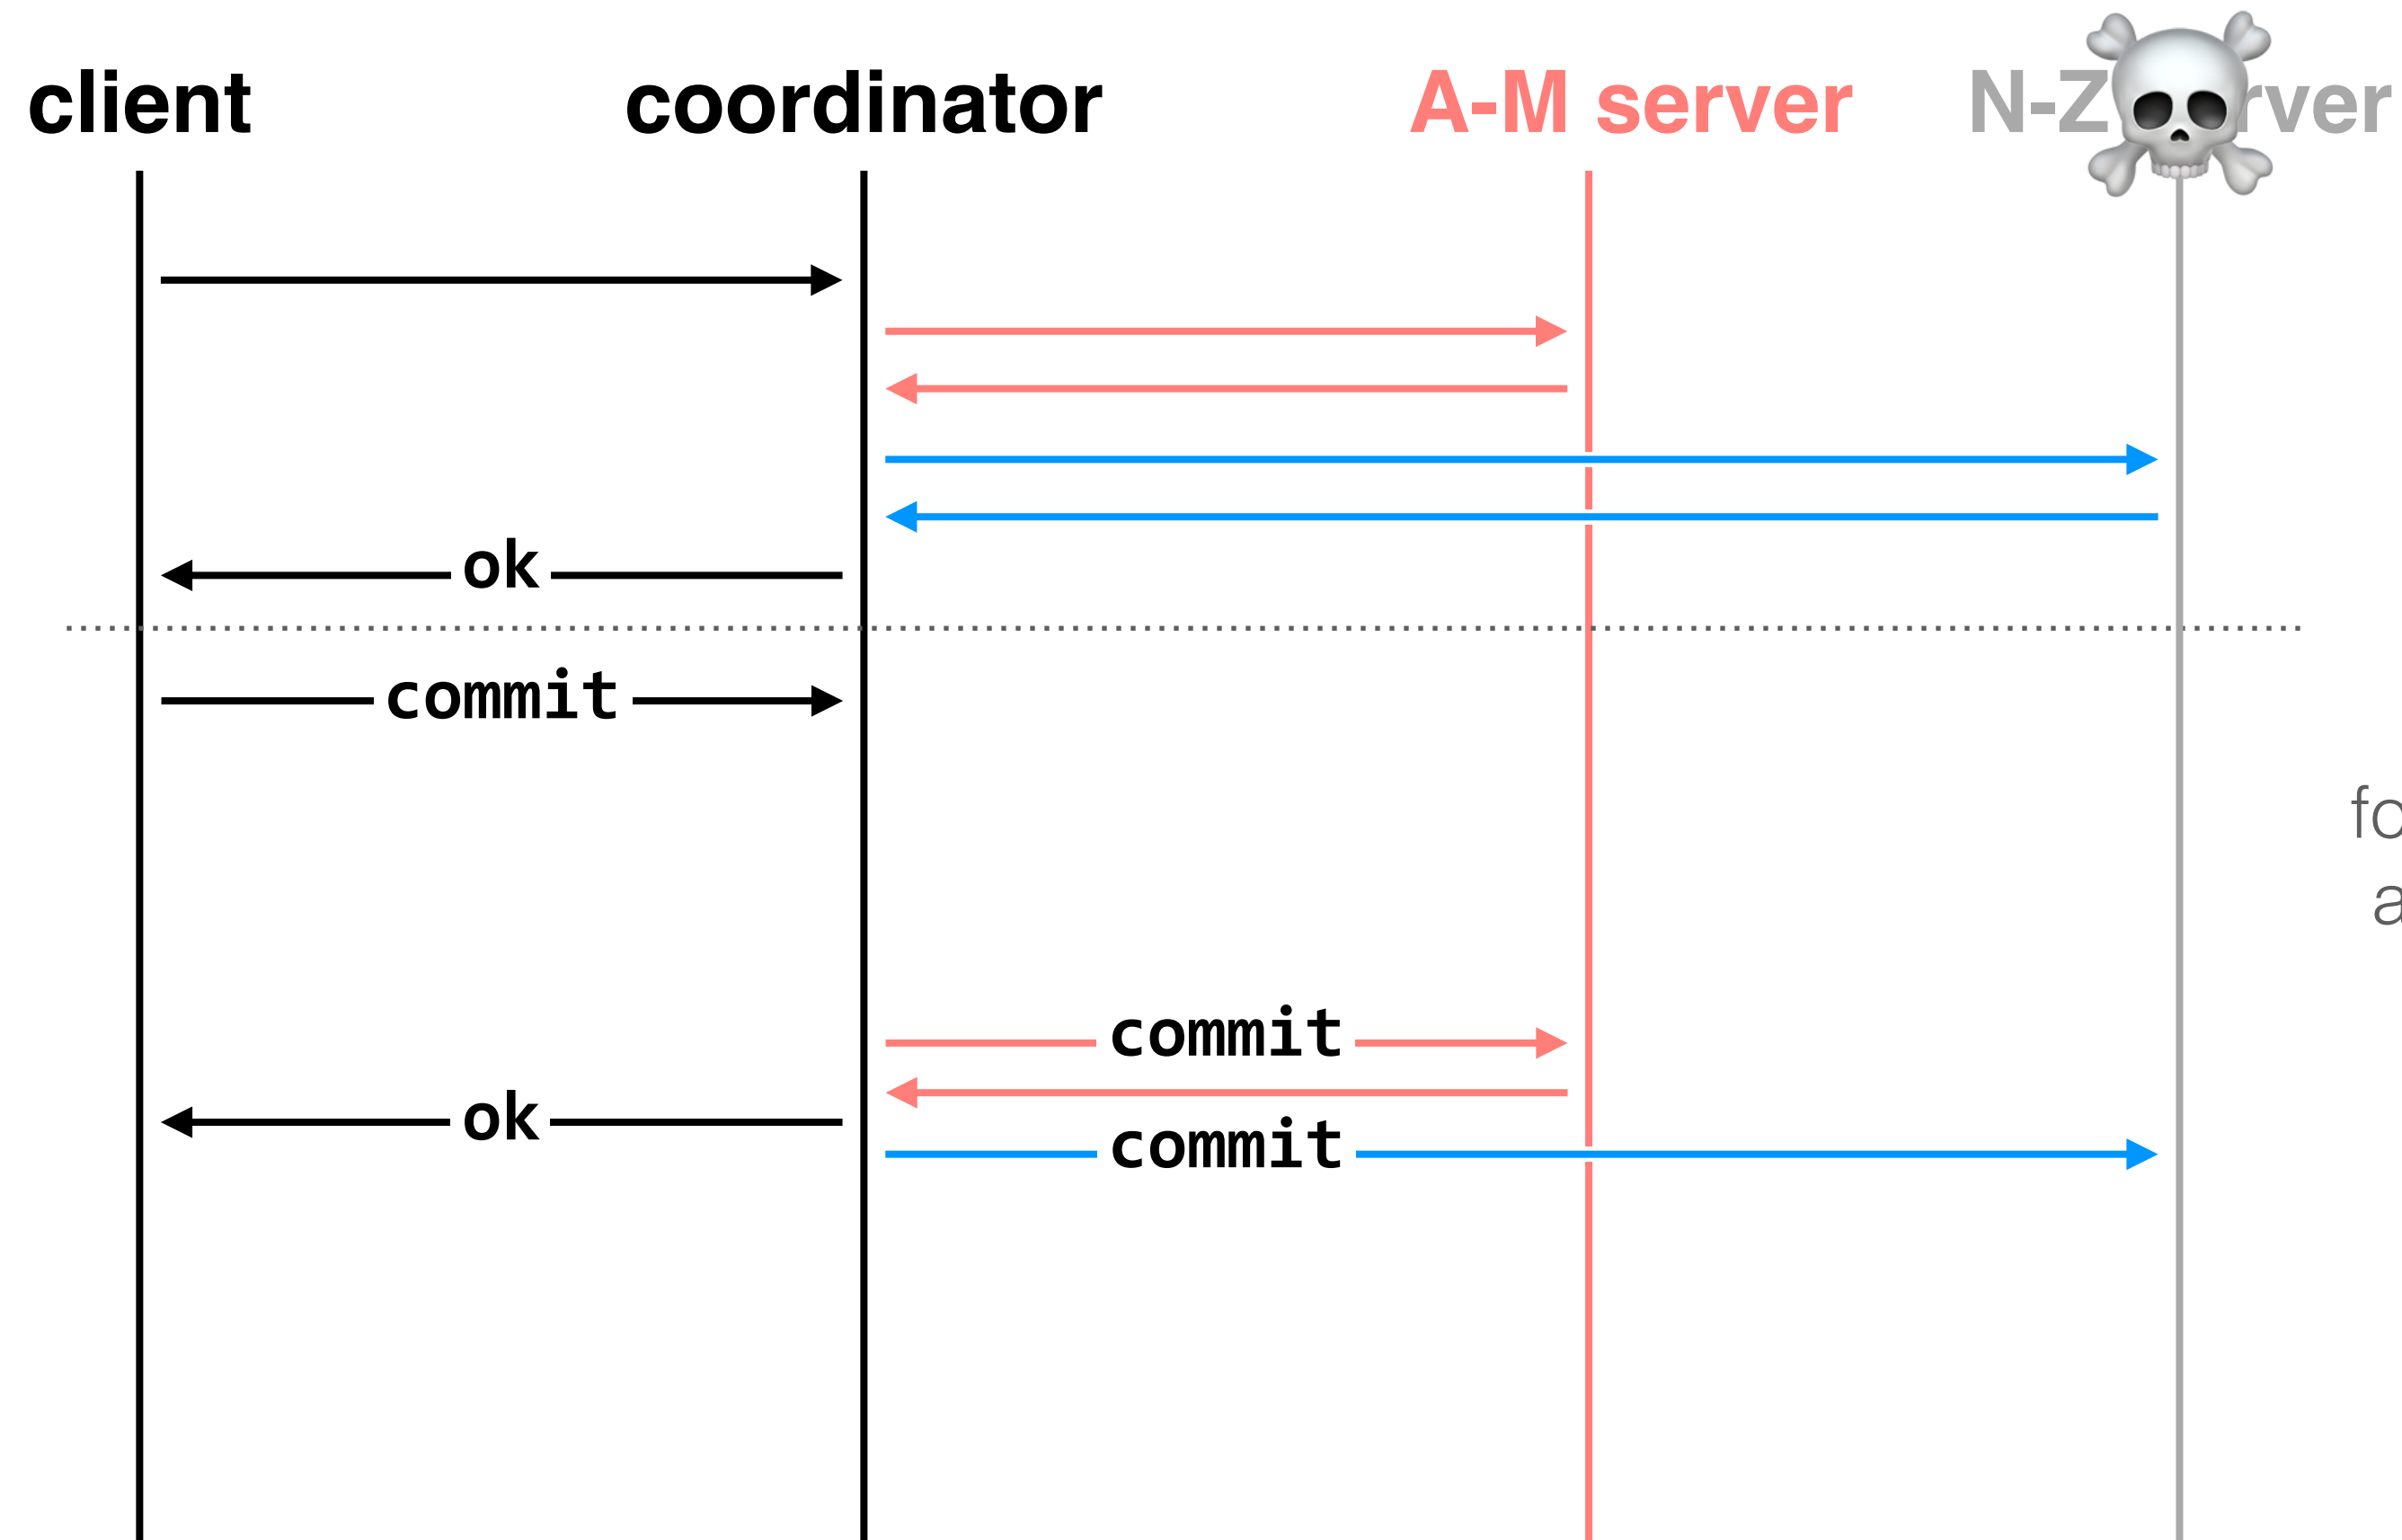 client coordinator A-M server N-Z rver
ok
commit
commit
ok
commit